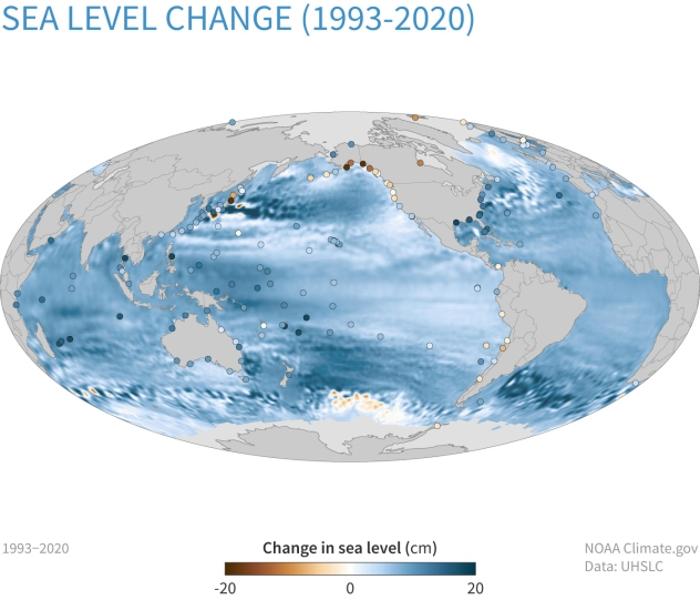 SEA LEVEL CHANGE (1993-2020)
1993–2020
Change in sea level (cm)
-20 0 20
NOAA Climate.gov
Data: UHSLC